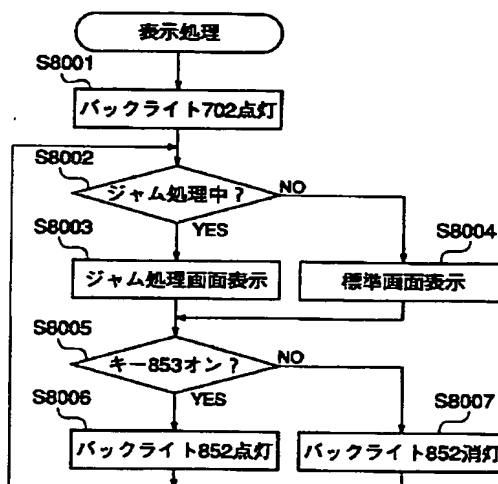 表示処理
S8001
バックライト702点灯
S8002
ジャム処理中？
NO
YES
S8003
ジャム処理画面表示
S8004
標準画面表示
S8005
キー853オン？
NO
YES
S8006
バックライト852点灯
S8007
バックライト852消灯